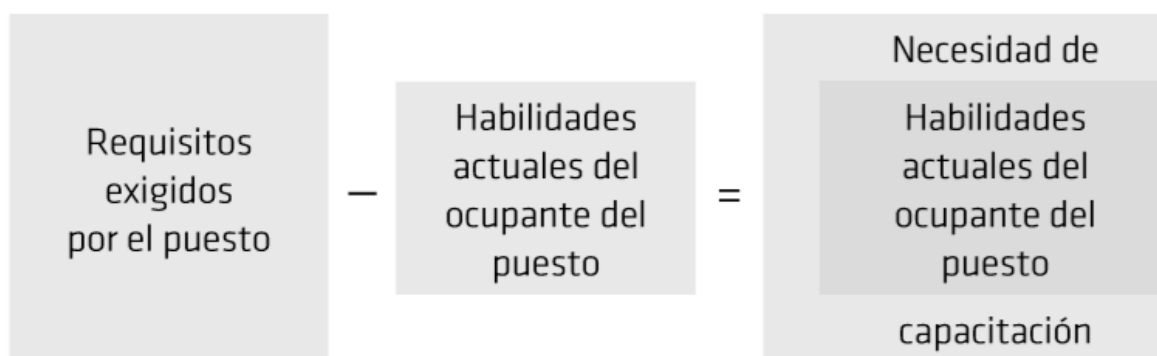 Requisitos
exigidos
por el puesto
–
Habilidades
actuales del
ocupante del
puesto
=
Necesidad de
Habilidades
actuales del
ocupante del
puesto
capacitación